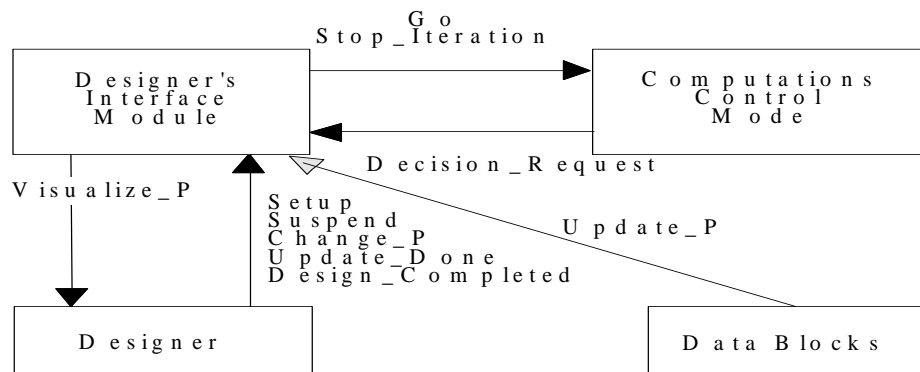 Go
Stop_Iteration
Designer's
Interface
Module
Computations
Control
Mode
Decision_Request
Visualize_P
Setup
Suspend
Change_P
Update_Done
Design_Completed
Update_P
Designer
Data Blocks